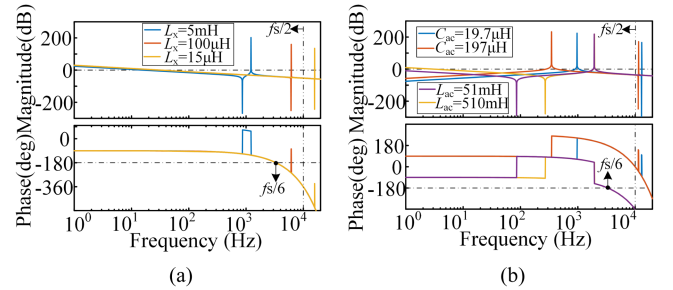 (a)
Magnitude(dB)
200
0
-200
Lx=5mH
Lx=100μH
Lx=15μH
fs/2
Phase(deg)
0
-180
-360
fs/6
10^0 10^1 10^2 10^3 10^4
Frequency (Hz)
(a)
(b)
Magnitude(dB)
200
0
-200
Cac=19.7μH
Cac=197μH
fs/2
Lac=51mH
Lac=510mH
Phase(deg)
180
0
-180
fs/6
10^0 10^1 10^2 10^3 10^4
Frequency (Hz)
(b)